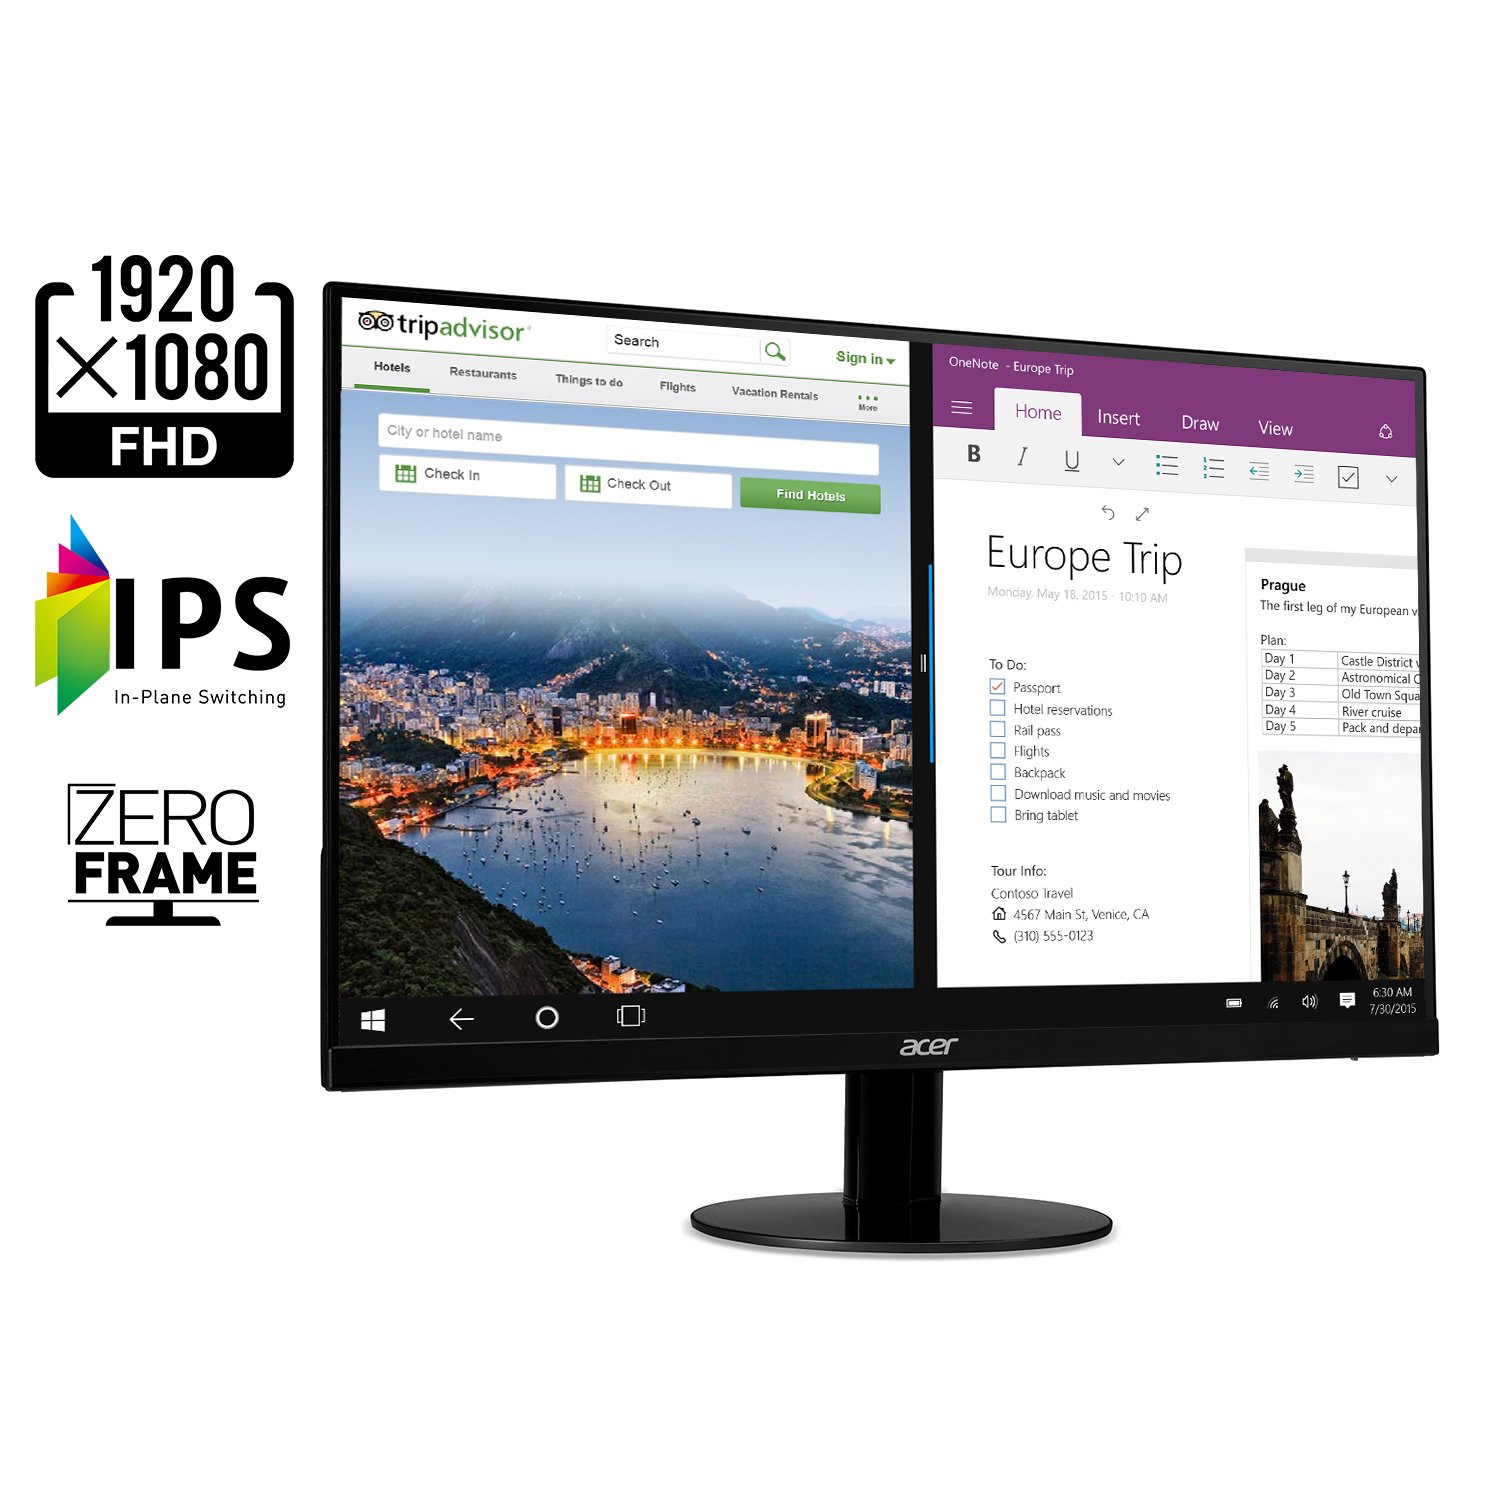 1920
×1080
FHD
IPS
In-Plane Switching
ZERO
FRAME
tripadvisor
Search
Sign in
Hotels
Restaurants
Things to do
Flights
Vacation Rentals
More
City or hotel name
Check In
Check Out
Find Hotels
OneNote - Europe Trip
Home
Insert
Draw
View
B I U
Europe Trip
Monday, May 18, 2015 - 10:10 AM
To Do:
Passport
Hotel reservations
Rail pass
Flights
Backpack
Download music and movies
Bring tablet
Tour Info:
Contoso Travel
4567 Main St, Venice, CA
(310) 555-0123
Prague
The first leg of my European v
Plan:
Day 1 Castle District v
Day 2 Astronomical C
Day 3 Old Town Squa
Day 4 River cruise
Day 5 Pack and depar
6:30 AM
7/30/2015
acer